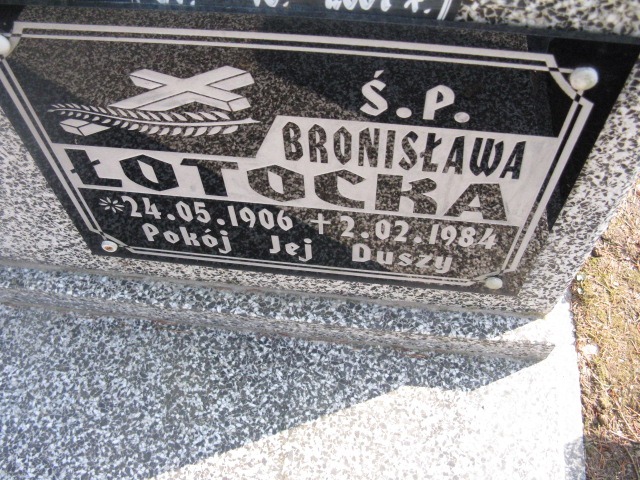 Ś.P.
BRONISŁAWA
ŁOTOCKA
24.05.1906 + 2.02.1984
Pokój Jej Duszy